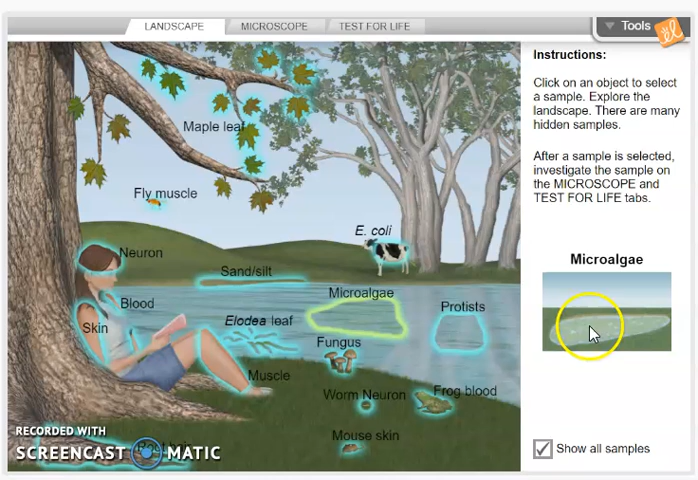 LANDSCAPE
MICROSCOPE
TEST FOR LIFE
Tools
el
Instructions:
Click on an object to select
a sample. Explore the
landscape. There are many
hidden samples.
After a sample is selected,
investigate the sample on
the MICROSCOPE and
TEST FOR LIFE tabs.
Maple leaf
Fly muscle
E. coli
Neuron
Sand/silt
Microalgae
Blood
Protists
Skin
Elodea leaf
Fungus
Muscle
Worm Neuron
Frog blood
Mouse skin
Microalgae
Show all samples
RECORDED WITH
SCREENCAST MATIC